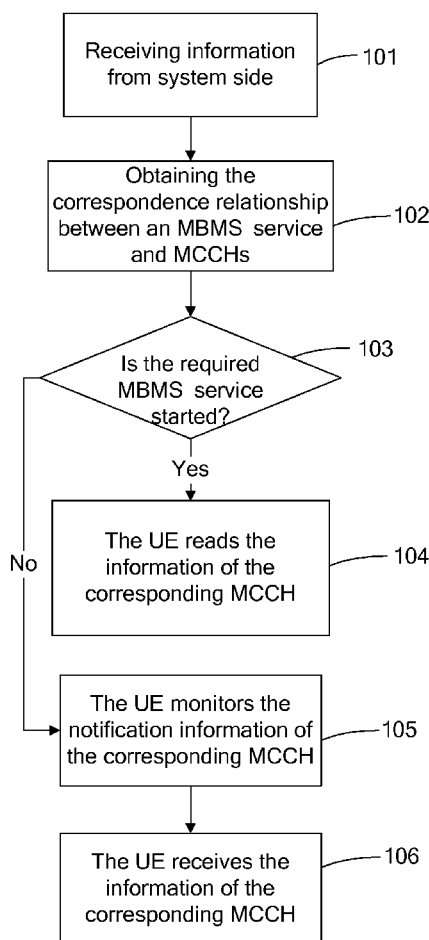 Receiving information
from system side
101
Obtaining the
correspondence relationship
between an MBMS service
and MCCHs
102
Is the required
MBMS service
started?
103
Yes
No
The UE reads the
information of the
corresponding MCCH
104
The UE monitors the
notification information of
the corresponding MCCH
105
The UE receives the
information of the
corresponding MCCH
106